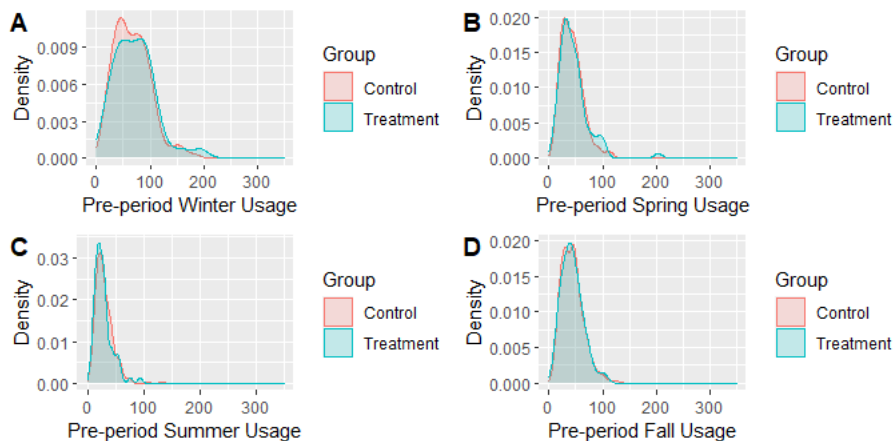 A
Density
0.009
0.006
0.003
0.000
0 100 200 300
Pre-period Winter Usage
Group
Control
Treatment
B
Density
0.020
0.015
0.010
0.005
0.000
0 100 200 300
Pre-period Spring Usage
Group
Control
Treatment
C
Density
0.03
0.02
0.01
0.00
0 100 200 300
Pre-period Summer Usage
Group
Control
Treatment
D
Density
0.020
0.015
0.010
0.005
0.000
0 100 200 300
Pre-period Fall Usage
Group
Control
Treatment